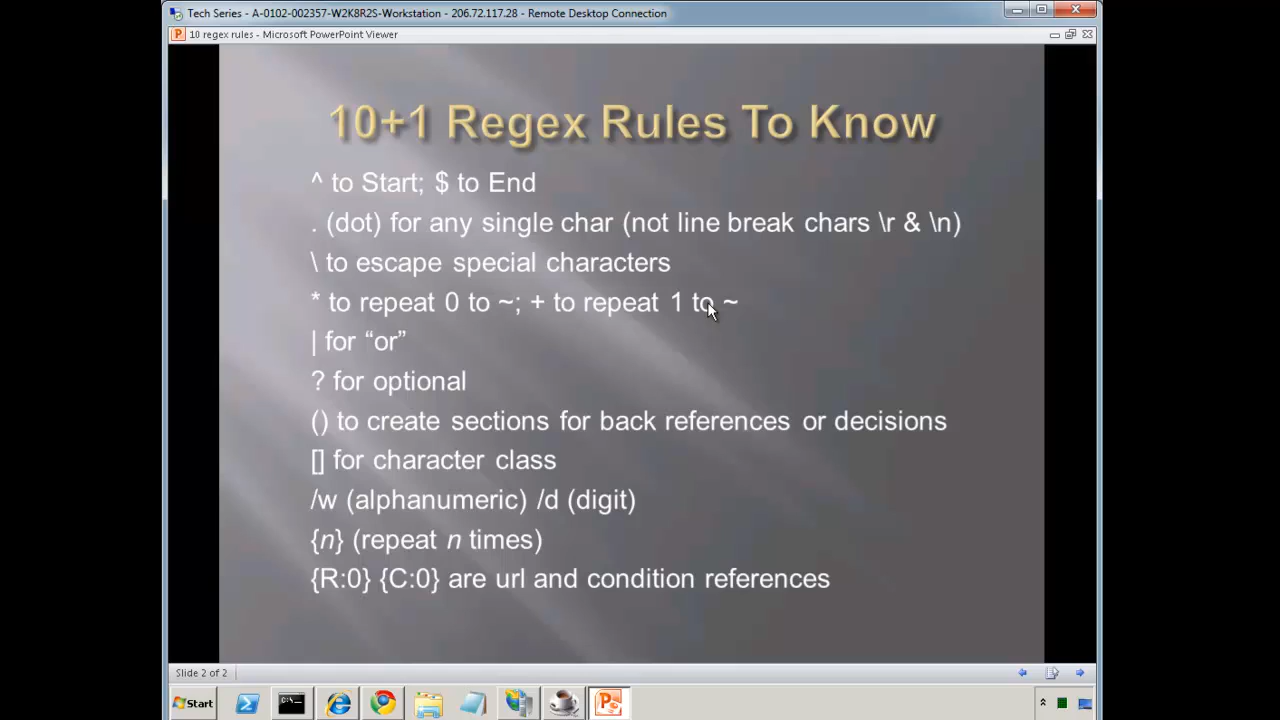 Tech Series - A-0102-002357-W2K8R2S-Workstation - 206.72.117.28 - Remote Desktop Connection
10 regex rules - Microsoft PowerPoint Viewer
10+1 Regex Rules To Know
^ to Start; $ to End
. (dot) for any single char (not line break chars \r & \n)
\ to escape special characters
* to repeat 0 to ~; + to repeat 1 to ~
| for “or”
? for optional
() to create sections for back references or decisions
[] for character class
/w (alphanumeric) /d (digit)
{n} (repeat n times)
{R:0} {C:0} are url and condition references
Slide 2 of 2
Start